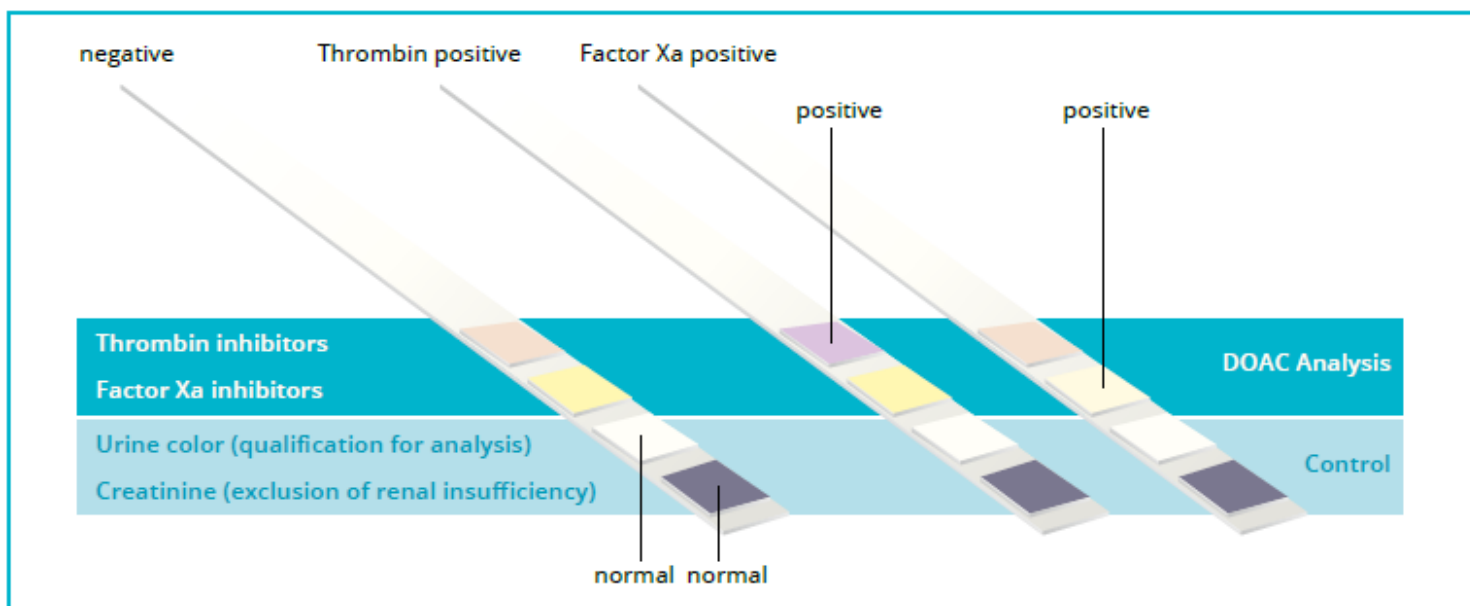 negative
Thrombin positive
Factor Xa positive
positive
positive
Thrombin inhibitors
Factor Xa inhibitors
DOAC Analysis
Urine color (qualification for analysis)
Creatinine (exclusion of renal insufficiency)
Control
normal
normal